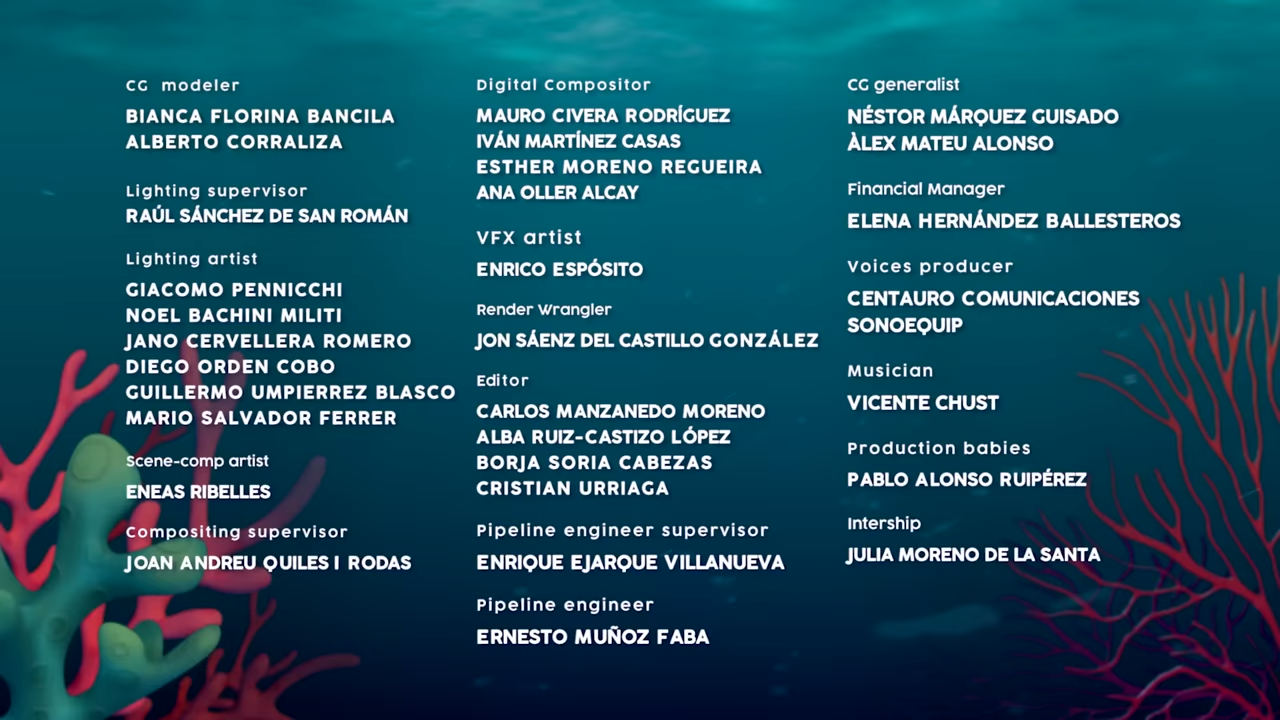 CG modeler
BIANCA FLORINA BANCILA
ALBERTO CORRALIZA
Lighting supervisor
RAÚL SÁNCHEZ DE SAN ROMÁN
Lighting artist
GIACOMO PENNICCHI
NOEL BACHINI MILITI
JANO CERVELLERA ROMERO
DIEGO ORDEN COBO
GUILLERMO UMPIERREZ BLASCO
MARIO SALVADOR FERRER
Scene-comp artist
ENEAS RIBELLES
Compositing supervisor
JOAN ANDREU QUILES I RODAS
Digital Compositor
MAURO CIVERA RODRÍGUEZ
IVÁN MARTÍNEZ CASAS
ESTHER MORENO REGUEIRA
ANA OLLER ALCAY
VFX artist
ENRICO ESPÓSITO
Render Wrangler
JON SÁENZ DEL CASTILLO GONZÁLEZ
Editor
CARLOS MANZANEDO MORENO
ALBA RUIZ-CASTIZO LÓPEZ
BORJA SORIA CABEZAS
CRISTIAN URRIAGA
Pipeline engineer supervisor
ENRIQUE EJARQUE VILLANUEVA
Pipeline engineer
ERNESTO MUÑOZ FABA
CG generalist
NÉSTOR MÁRQUEZ GUISADO
ÀLEX MATEU ALONSO
Financial Manager
ELENA HERNÁNDEZ BALLESTEROS
Voices producer
CENTAURO COMUNICACIONES
SONOEQUIP
Musician
VICENTE CHUST
Production babies
PABLO ALONSO RUIPÉREZ
Intership
JULIA MORENO DE LA SANTA